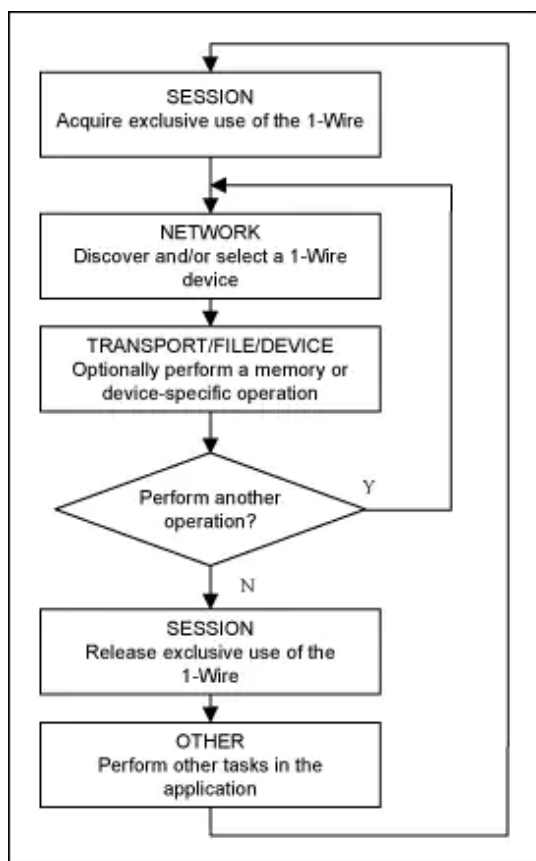 SESSION
Acquire exclusive use of the 1-Wire
NETWORK
Discover and/or select a 1-Wire
device
TRANSPORT/FILE/DEVICE
Optionally perform a memory or
device-specific operation
Perform another
operation?
Y
N
SESSION
Release exclusive use of the
1-Wire
OTHER
Perform other tasks in the
application